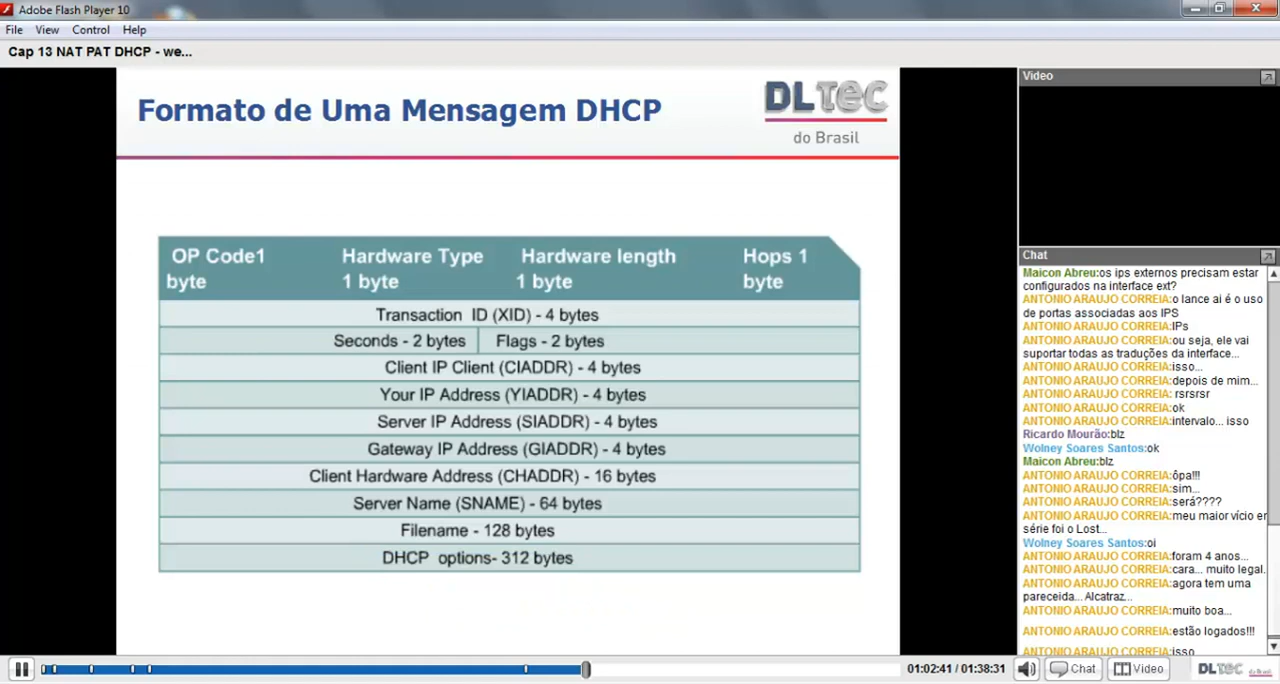 Adobe Flash Player 10
File View Control Help
Cap 13 NAT PAT DHCP - we...
Formato de Uma Mensagem DHCP
DLTEC
do Brasil
OP Code1 byte
Hardware Type 1 byte
Hardware length 1 byte
Hops 1 byte
Transaction ID (XID) - 4 bytes
Seconds - 2 bytes
Flags - 2 bytes
Client IP Client (CIADDR) - 4 bytes
Your IP Address (YIADDR) - 4 bytes
Server IP Address (SIADDR) - 4 bytes
Gateway IP Address (GIADDR) - 4 bytes
Client Hardware Address (CHADDR) - 16 bytes
Server Name (SNAME) - 64 bytes
Filename - 128 bytes
DHCP options- 312 bytes
Video
Chat
Maicon Abreu:os ips externos precisam estar
configurados na interface ext?
ANTONIO ARAUJO CORREIA:o lance ai é o uso
de portas associadas aos IPS
ANTONIO ARAUJO CORREIA:IPs
ANTONIO ARAUJO CORREIA:ou seja, ele vai
suportar todas as traduções da interface...
ANTONIO ARAUJO CORREIA:isso...
ANTONIO ARAUJO CORREIA:depois de mim...
ANTONIO ARAUJO CORREIA: rsrsrsr
ANTONIO ARAUJO CORREIA:ok
ANTONIO ARAUJO CORREIA:intervalo... isso
Ricardo Mourão:blz
Wolney Soares Santos:ok
Maicon Abreu:blz
ANTONIO ARAUJO CORREIA:ôpa!!!
ANTONIO ARAUJO CORREIA:sim...
ANTONIO ARAUJO CORREIA:será????
ANTONIO ARAUJO CORREIA:meu maior vício er
série foi o Lost...
Wolney Soares Santos:oi
ANTONIO ARAUJO CORREIA:foram 4 anos...
ANTONIO ARAUJO CORREIA:cara... muito legal.
ANTONIO ARAUJO CORREIA:agora tem uma
pareceida... Alcatraz...
ANTONIO ARAUJO CORREIA:muito boa...
ANTONIO ARAUJO CORREIA:estão logados!!!
ANTONIO ARAUJO CORREIA:isso
01:02:41 / 01:38:31
Chat
Video
DLTEC do Brasil